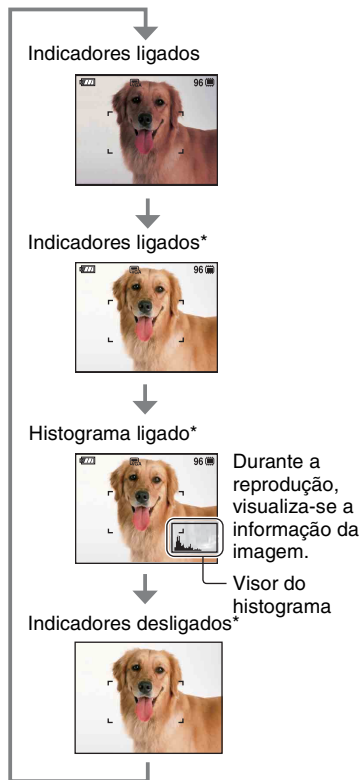 Indicadores ligados
96
Indicadores ligados*
96
Histograma ligado*
96
Durante a
reprodução,
visualiza-se a
informação da
imagem.
Visor do
histograma
Indicadores desligados*